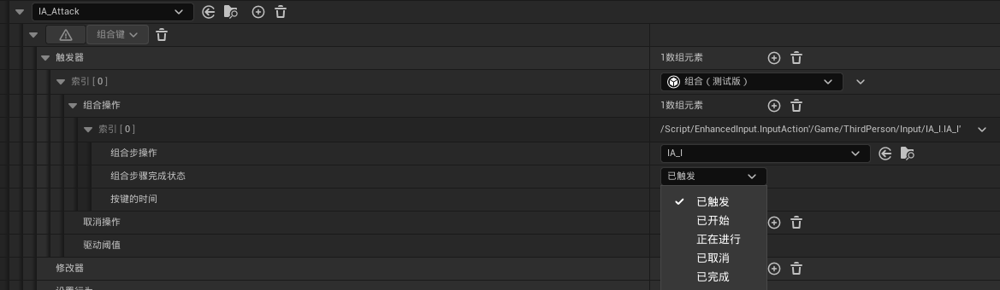 IA_Attack
组合键
触发器 1数组元素
索引 [ 0 ] 组合（测试版）
组合操作 1数组元素
索引 [ 0 ] /Script/EnhancedInput.InputAction'/Game/ThirdPerson/Input/IA_I.IA_I'
组合步操作 IA_I
组合步骤完成状态 已触发
按键的时间 已触发
已开始
取消操作 正在进行
驱动阈值 已取消
修改器 已完成
设置行为